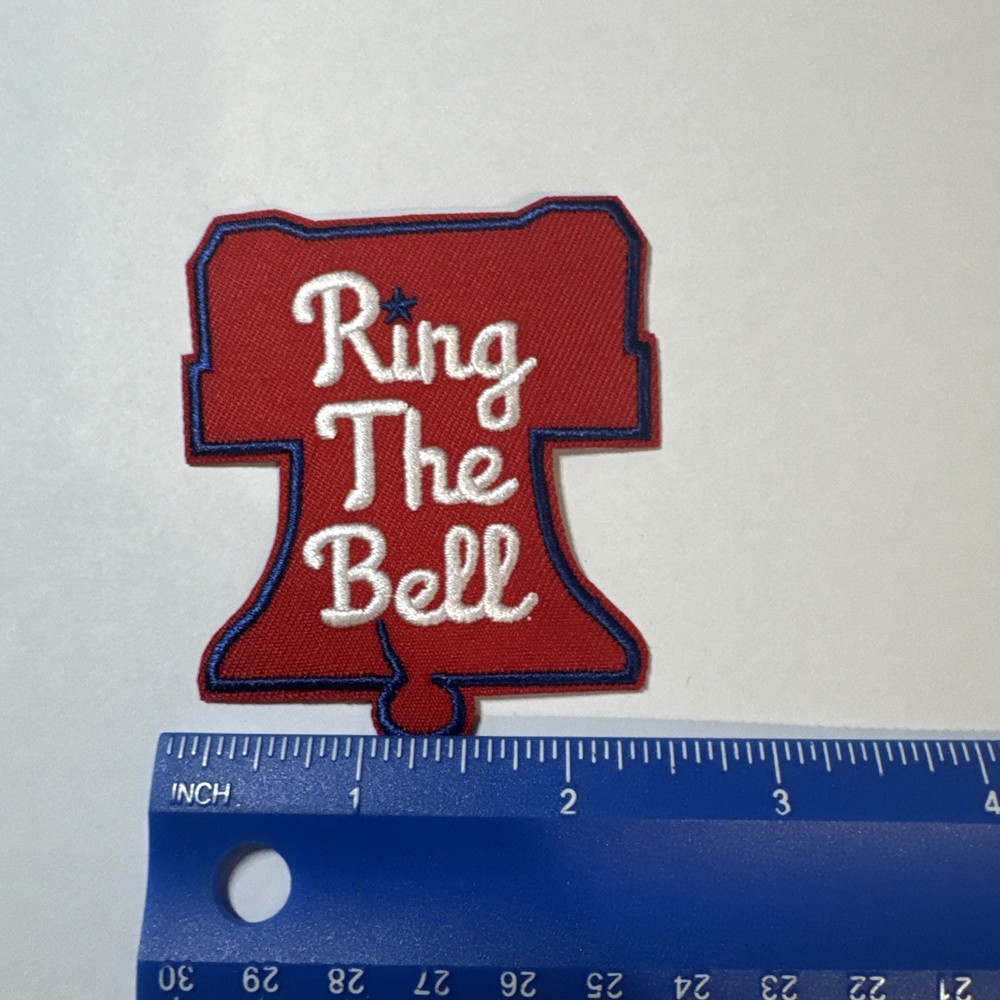 Ring
The
Bell
INCH 1 2 3 4
30 29 28 27 26 25 24 23 22 21